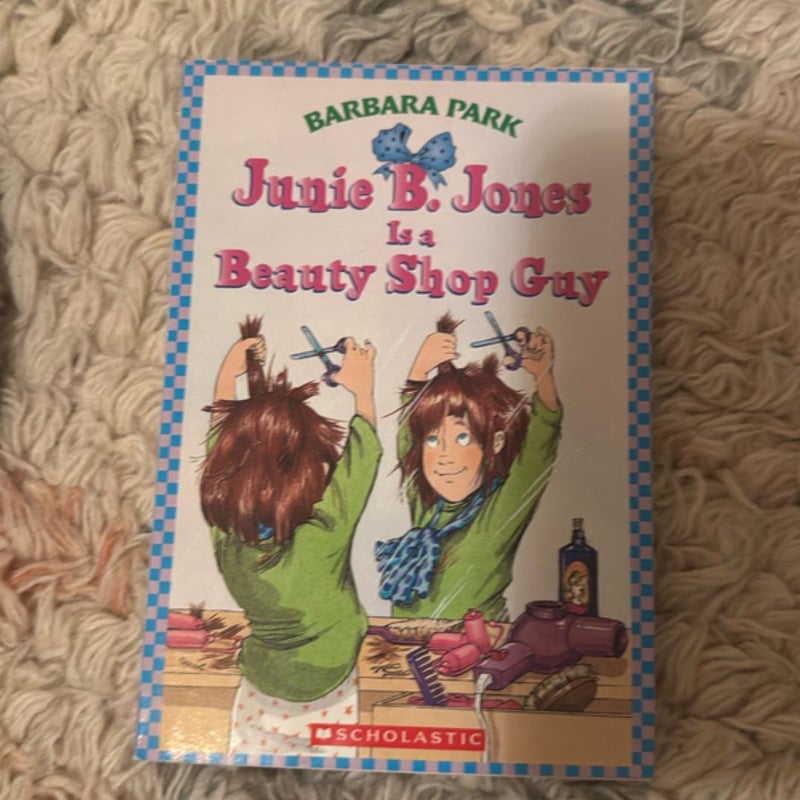 BARBARA PARK
Junie B. Jones
Is a
Beauty Shop Guy
SCHOLASTIC